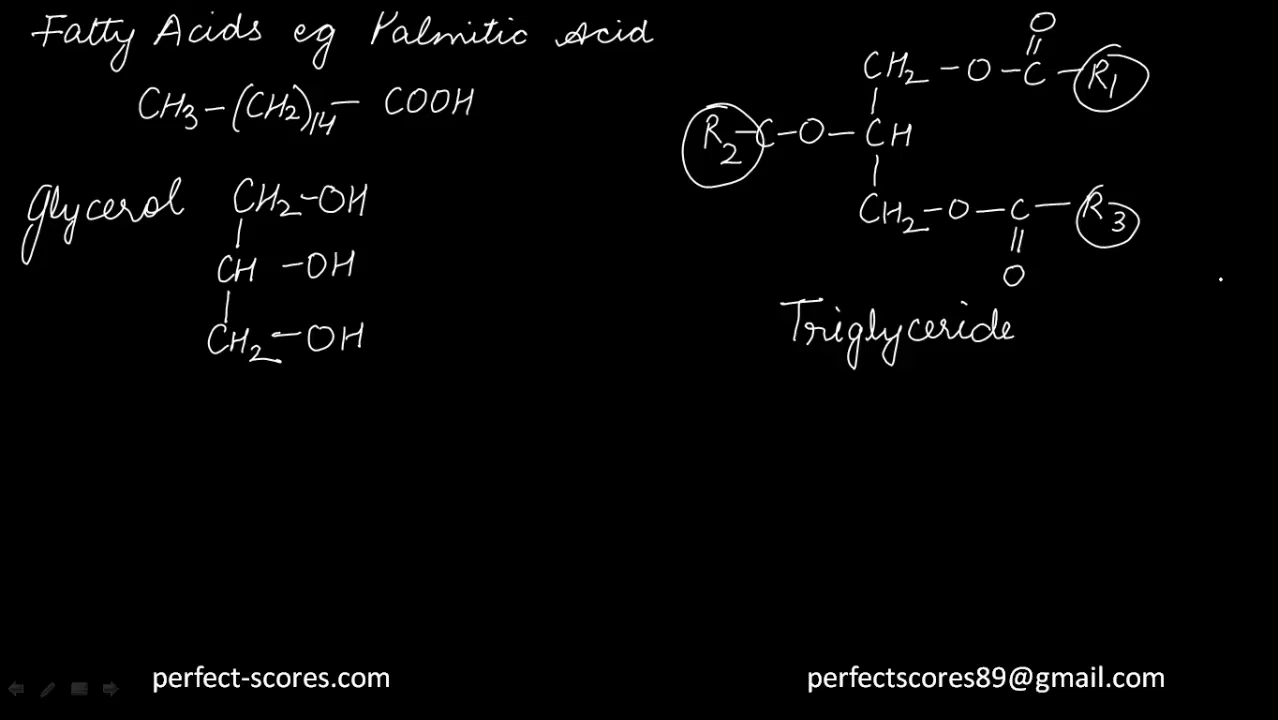 Fatty Acids eg Palmitic Acid
CH3-(CH2)14-COOH
Glycerol CH2-OH
CH-OH
CH2-OH
O
CH2-O-C-R1
R2-C-O-CH
CH2-O-C-R3
O
Triglyceride
perfect-scores.com
perfectscores89@gmail.com